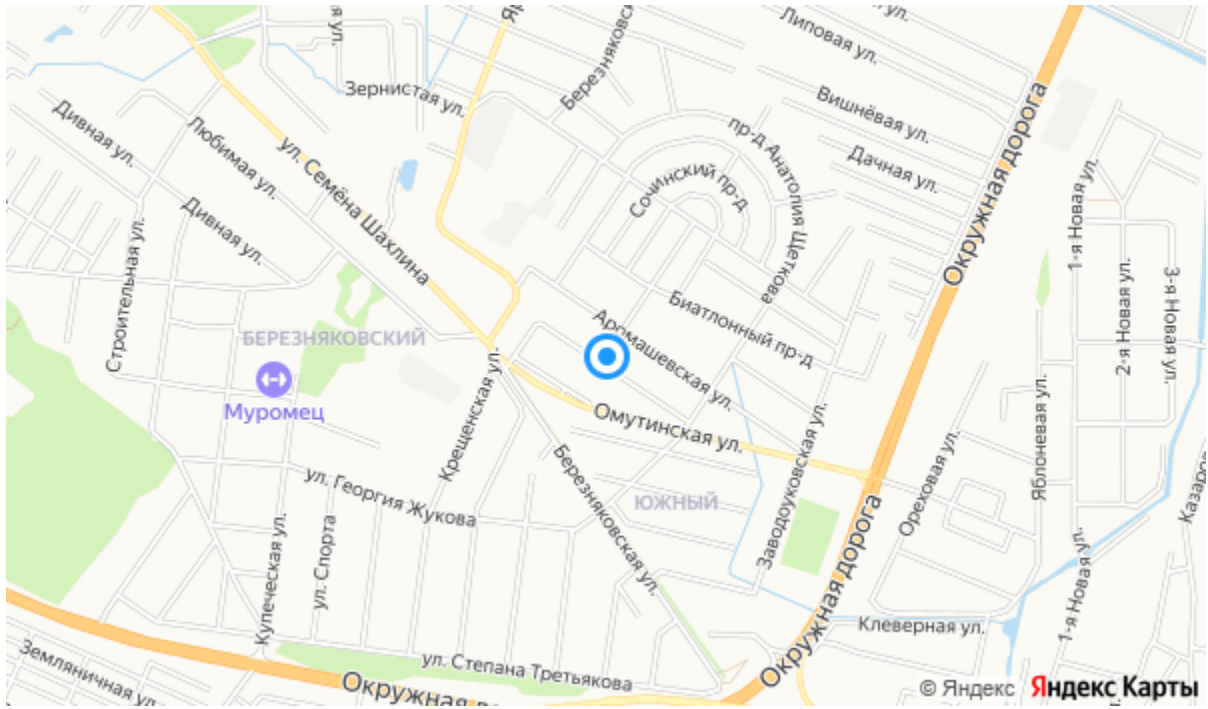 Липовая ул.
Зернистая ул.
Вишнёвая ул.
Дачная ул.
пр-д Анатолия Щеткова
Сочинский пр-д
Дивная ул.
Любимая ул.
ул. Семёна Шахлина
Дивная ул.
Строительная ул.
Окружная дорога
1-я Новая ул.
2-я Новая ул.
3-я Новая ул.
Биатлонный пр-д
Аромашевская ул.
БЕРЕЗНЯКОВСКИЙ
Муромец
Крещенская ул.
Омутинская ул.
Заводоуковская ул.
Ореховая ул.
Яблоневая ул.
ЮЖНЫЙ
Березняковская ул.
ул. Георгия Жукова
Купеческая ул.
ул. Спорта
Окружная дорога
1-я Новая ул.
Клеверная ул.
Земляничная ул.
ул. Степана Третьякова
© Яндекс Яндекс Карты